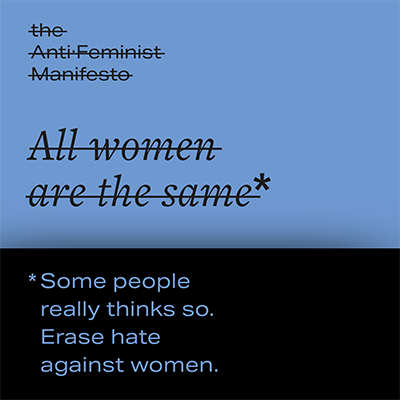 the
Anti-Feminist
Manifesto
All women
are the same*
*Some people
really thinks so.
Erase hate
against women.